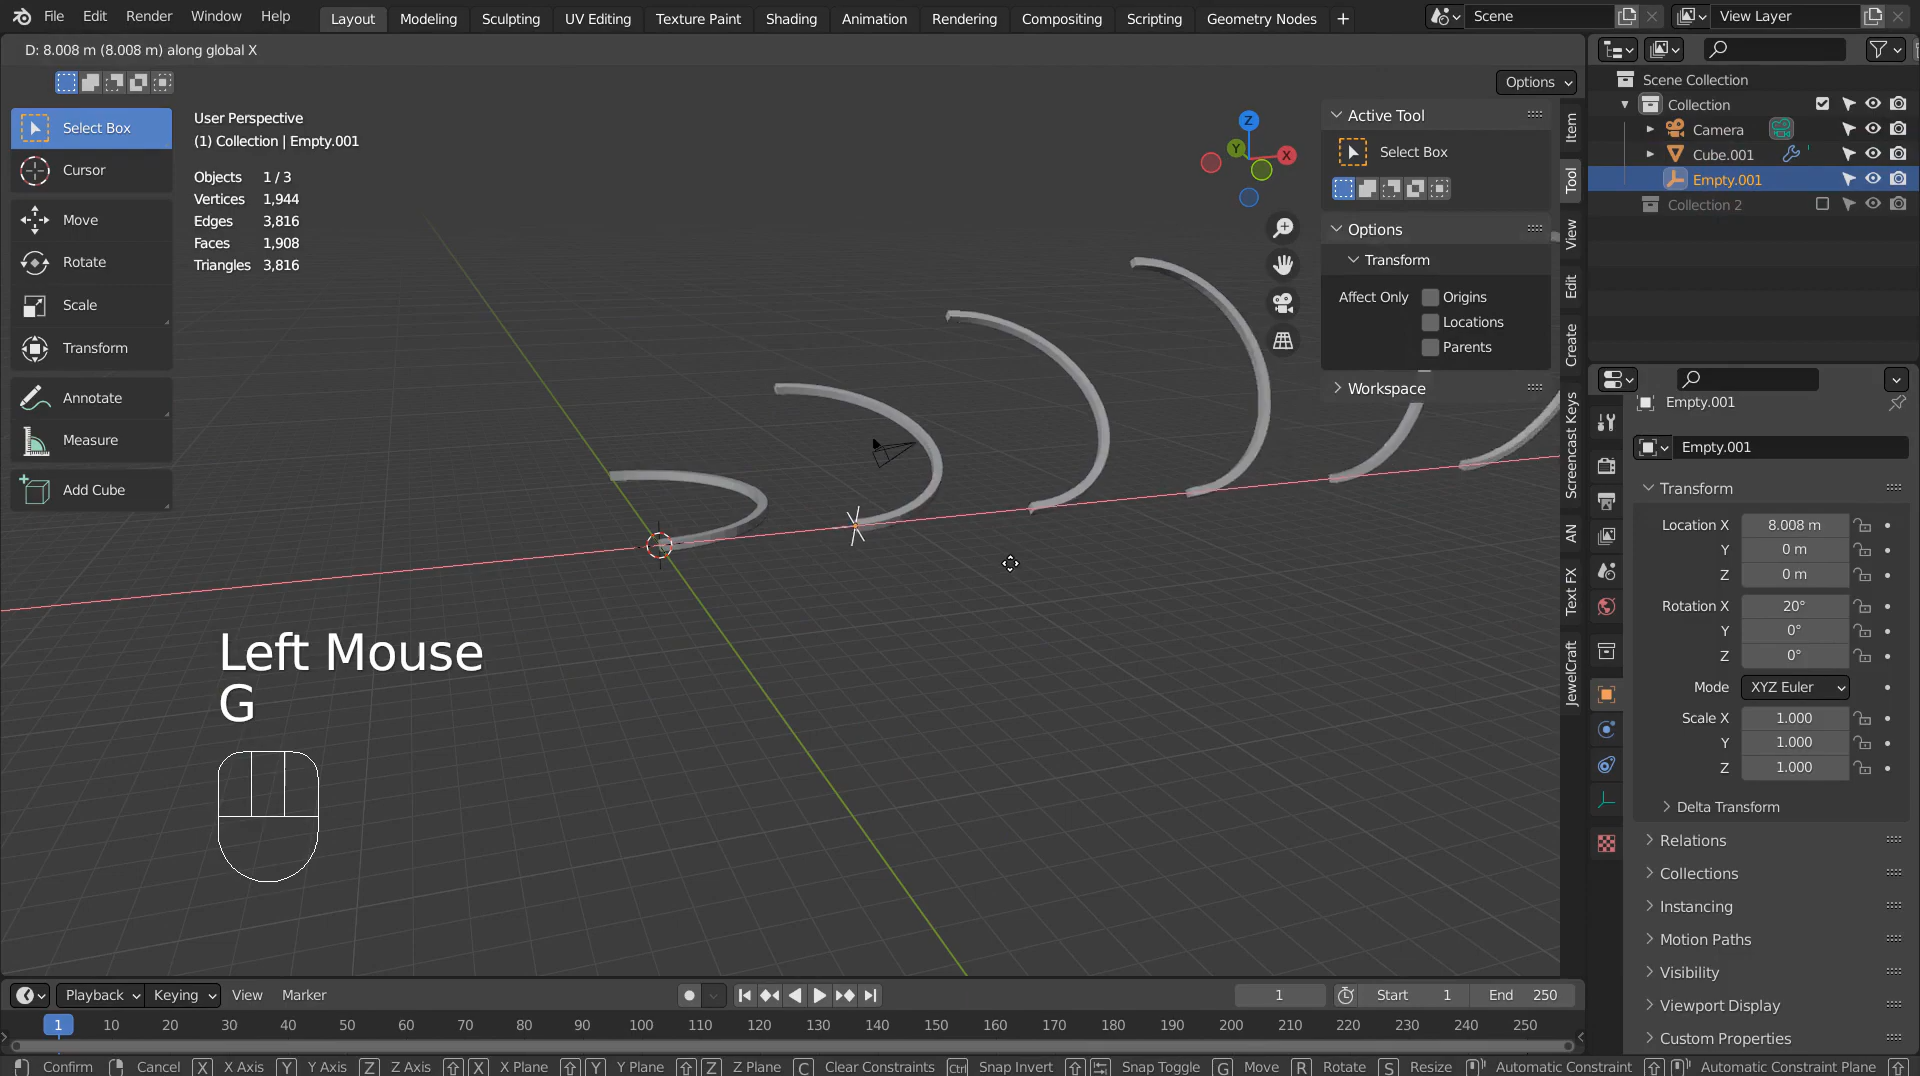 File Edit Render Window Help Layout Modeling Sculpting UV Editing Texture Paint Shading Animation Rendering Compositing Scripting Geometry Nodes + Scene View Layer
D: 8.008 m (8.008 m) along global X
Options
Select Box
Cursor
Move
Rotate
Scale
Transform
Annotate
Measure
Add Cube
User Perspective
(1) Collection | Empty.001
Objects 1 / 3
Vertices 1,944
Edges 3,816
Faces 1,908
Triangles 3,816
Z
Y
X
Active Tool
Select Box
Options
Transform
Affect Only Origins
Locations
Parents
Workspace
Item
Tool
View
Edit
Create
Screencast Keys
AN
Text FX
JewelCraft
Left Mouse
G
Scene Collection
Collection
Camera
Cube.001
Empty.001
Collection 2
Empty.001
Empty.001
Transform
Location X 8.008 m
Y 0 m
Z 0 m
Rotation X 20°
Y 0°
Z 0°
Mode XYZ Euler
Scale X 1.000
Y 1.000
Z 1.000
Delta Transform
Relations
Collections
Instancing
Motion Paths
Visibility
Viewport Display
Custom Properties
Playback Keying View Marker 1 Start 1 End 250
1 10 20 30 40 50 60 70 80 90 100 110 120 130 140 150 160 170 180 190 200 210 220 230 240 250
Confirm Cancel X X Axis Y Y Axis Z Z Axis X X Plane Y Y Plane Z Z Plane C Clear Constraints Ctrl Snap Invert Snap Toggle G Move R Rotate S Resize Automatic Constraint Automatic Constraint Plane